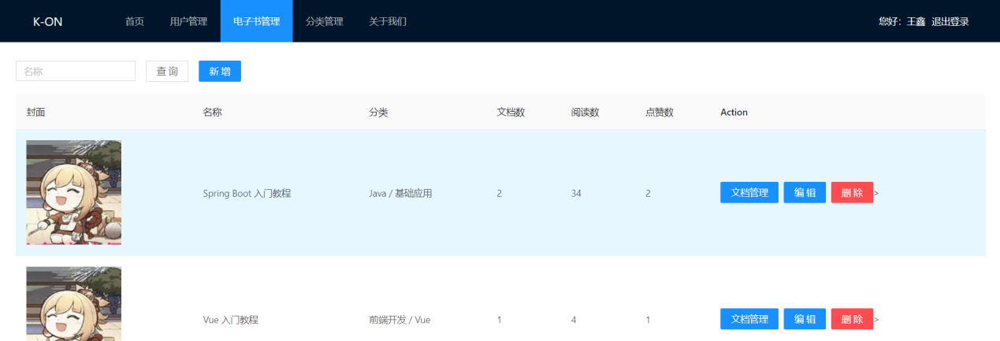 K-ON 首页 用户管理 电子书管理 分类管理 关于我们 您好：王鑫 退出登录
名称 查 询 新 增
封面 名称 分类 文档数 阅读数 点赞数 Action
Spring Boot 入门教程 Java / 基础应用 2 34 2 文档管理 编 辑 删 除 >
Vue 入门教程 前端开发 / Vue 1 4 1 文档管理 编 辑 删 除 >